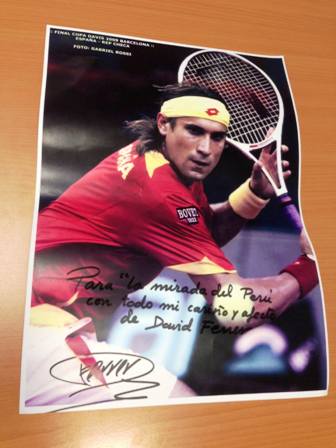 :: FINAL COPA DAVIS 2009 BARCELONA ::
ESPAÑA - REP CHECA
FOTO: GABRIEL ROSSI
BOVET
1822
Para "la mirada del Perú"
con todo mi cariño y afecto
de David Ferrer